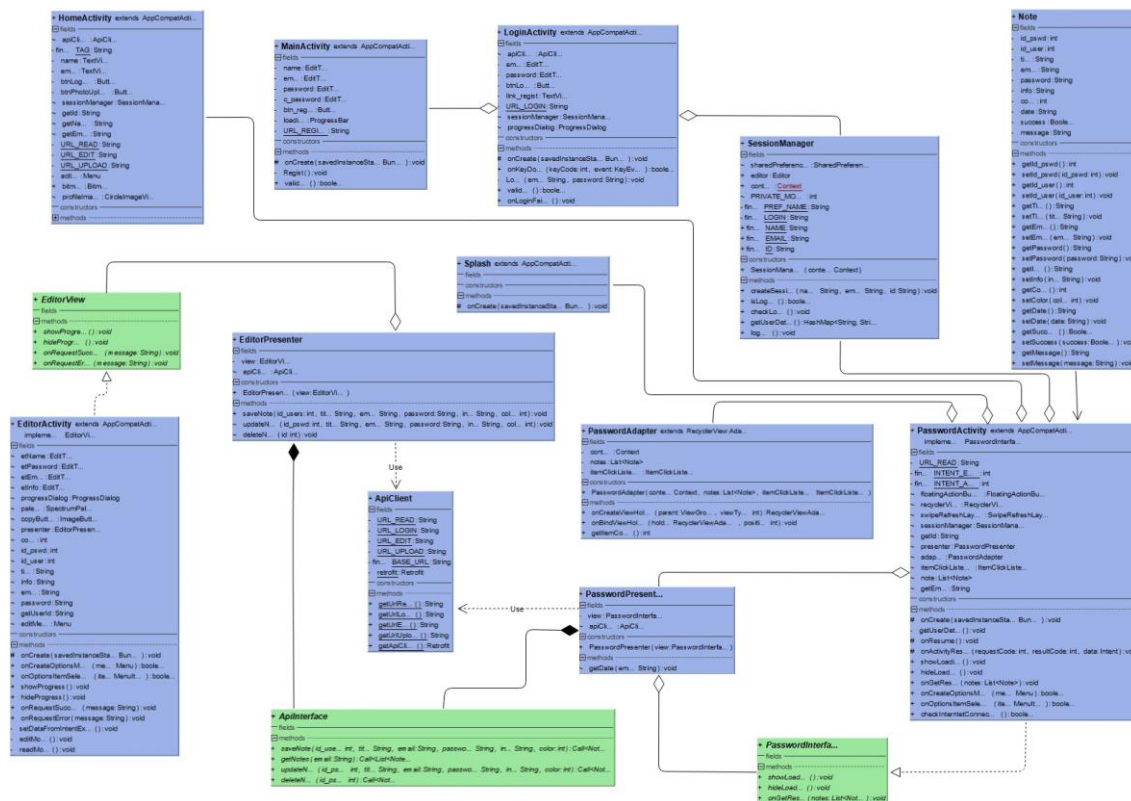 + HomeActivity extends AppCompatActi...
fields
~ apiCli... :ApiCli...
- fin... TAG:String
- name:TextVi...
- em... :TextVi...
- btnLog... :Butt...
- btnPhotoUpl... :Butt...
~ sessionManager:SessionMana...
~ getId:String
~ getNa... :String
~ getEm... :String
- URL_READ:String
- URL_EDIT:String
- URL_UPLOAD:String
:Menu
+ bitm... :Bitm...
~ profileIma... :CircleImageVi...
constructors
methods
+ MainActivity extends AppCompatActi...
fields
- name:EditT...
- em... :EditT...
- password:EditT...
- c_password:EditT...
- btn_reg... :Butt...
- loadi... :ProgressBar
- URL_REGI... :String
constructors
methods
# onCreate(savedInstanceSta... Bun... ):void
- Regist():void
+ valid... ():boole...
+ LoginActivity extends AppCompatActi...
fields
~ apiCli... :ApiCli...
- em... :EditT...
- password:EditT...
- btnLo... :Butt...
- link_regist:TextVi...
- URL_LOGIN:String
~ sessionManager:SessionMana...
~ progressDialog:ProgressDialog
constructors
methods
# onCreate(savedInstanceSta... Bun... ):void
+ onKeyDo... (keyCode:int, event:KeyEv... ):boole...
- Lo... (em... String, password:String):void
+ valid... ():boole...
+ onLoginFai... ():void
+ SessionManager
fields
~ sharedPreferenc... :SharedPreferen...
+ editor:Editor
+ cont... :Context
~ PRIVATE_MO... :int
- fin... PREF_NAME:String
- fin... LOGIN:String
+ fin... NAME:String
+ fin... EMAIL:String
+ fin... ID:String
constructors
+ SessionMana... (conte... Context)
methods
+ createSessi... (na... String, em... String, id:String):void
+ isLog... ():boole...
+ checkLo... ():void
+ getUserDet... ():HashMap<String, Stri...
+ log... ():void
+ Note
fields
- id_pswd:int
- id_user:int
- ti... :String
- em... :String
- password:String
- info:String
- co... :int
- date:String
- success:Boole...
- message:String
methods
+ getId_pswd():int
+ setId_pswd(id_pswd:int):void
+ getId_user():int
+ setId_user(id_user:int):void
+ getTi... ():String
+ setTi... (tit... String):void
+ getEm... ():String
+ setEm... (em... String):void
+ getPassword():String
+ setPassword(password:String):void
+ getI... ():String
+ setInfo(in... String):void
+ getCo... ():int
+ setColor(col... int):void
+ getDate():String
+ setDate(date:String):void
+ getSucc... ():Boole...
+ setSuccess(success:Boole... ):void
+ getMessage():String
+ setMessage(message:String):void
+ EditorView
fields
methods
+ showProgre... ():void
+ hideProgr... ():void
+ onRequestSucc... (message:String):void
+ onRequestEr... (message:String):void
+ Splash extends AppCompatActi...
fields
constructors
methods
# onCreate(savedInstanceSta... Bun... ):void
+ EditorPresenter
fields
- view:EditorVi...
~ apiCli... :ApiCli...
constructors
+ EditorPresen... (view:EditorVi... )
methods
~ saveNote(id_users:int, tit... String, em... String, password:String, in... String, col... int):void
~ updateN... (id_pswd:int, tit... String, em... String, password:String, in... String, col... int):void
~ deleteN... (id:int):void
+ EditorActivity extends AppCompatActi...
impleme... EditorVi...
fields
~ etName:EditT...
~ etPassword:EditT...
~ etEm... :EditT...
~ etInfo:EditT...
~ progressDialog:ProgressDialog
~ pale... :SpectrumPal...
~ copyButt... :ImageButt...
~ presenter:EditorPresen...
~ co... :int
~ id_pswd:int
~ id_user:int
~ ti... :String
~ info:String
~ em... :String
~ password:String
~ getUserId:String
~ editMe... :Menu
constructors
methods
# onCreate(savedInstanceSta... Bun... ):void
+ onCreateOptionsM... (me... Menu):boole...
+ onOptionsItemSele... (ite... MenuIt... ):boole...
+ showProgress():void
+ hideProgress():void
+ onRequestSucc... (message:String):void
+ onRequestError(message:String):void
- setDataFromIntentEx... ():void
- editMo... ():void
- readMo... ():void
Use
+ ApiClient
fields
- URL_READ:String
- URL_LOGIN:String
- URL_EDIT:String
- URL_UPLOAD:String
- fin... BASE_URL:String
- retrofit:Retrofit
constructors
methods
+ getUrlRe... ():String
+ getUrlLo... ():String
+ getUrlE... ():String
+ getUrlUplo... ():String
+ getApiCli... ():Retrofit
+ PasswordAdapter extends RecyclerView.Ada...
fields
- cont... :Context
- notes:List<Note>
- itemClickListe... :ItemClickListe...
constructors
+ PasswordAdapter(conte... Context, notes:List<Note>, itemClickListe... ItemClickListe... )
methods
+ onCreateViewHol... (parent:ViewGro... , viewTy... int):RecyclerViewAda...
+ onBindViewHol... (hold... RecyclerViewAda... , positi... int):void
+ getItemCo... ():int
+ PasswordActivity extends AppCompatActi...
impleme... PasswordInterfa...
fields
- URL_READ:String
- fin... INTENT_E... :int
- fin... INTENT_A... :int
~ floatingActionBu... :FloatingActionBu...
~ recyclerVi... :RecyclerVi...
~ swipeRefreshLay... :SwipeRefreshLay...
~ sessionManager:SessionMana...
~ getId:String
~ presenter:PasswordPresenter
~ adap... :PasswordAdapter
~ itemClickListe... :ItemClickListe...
~ note:List<Note>
~ getEm... :String
constructors
methods
# onCreate(savedInstanceSta... Bun... ):void
- getUserDet... ():void
# onResume():void
# onActivityRes... (requestCode:int, resultCode:int, data:Intent):void
+ showLoadi... ():void
+ hideLoad... ():void
+ onGetRes... (notes:List<Note>):void
+ onCreateOptionsM... (me... Menu):boole...
+ onOptionsItemSele... (ite... MenuIt... ):boole...
+ checkInterntetConnec... ():boole...
Use
+ PasswordPresent...
fields
- view:PasswordInterfa...
~ apiCli... :ApiCli...
constructors
+ PasswordPresenter(view:PasswordInterfa... )
methods
~ getDate(em... String):void
+ ApiInterface
fields
methods
+ saveNote(id_use... int, tit... String, email:String, passwo... String, in... String, color:int):Call<Not...
+ getNotes(email:String):Call<List<Note...
+ updateN... (id_ps... int, tit... String, email:String, passwo... String, in... String, color:int):Call<Not...
+ deleteN... (id_ps... int):Call<Not...
+ PasswordInterfa...
fields
methods
+ showLoad... ():void
+ hideLoad... ():void
+ onGetRes... (notes:List<Not... ):void